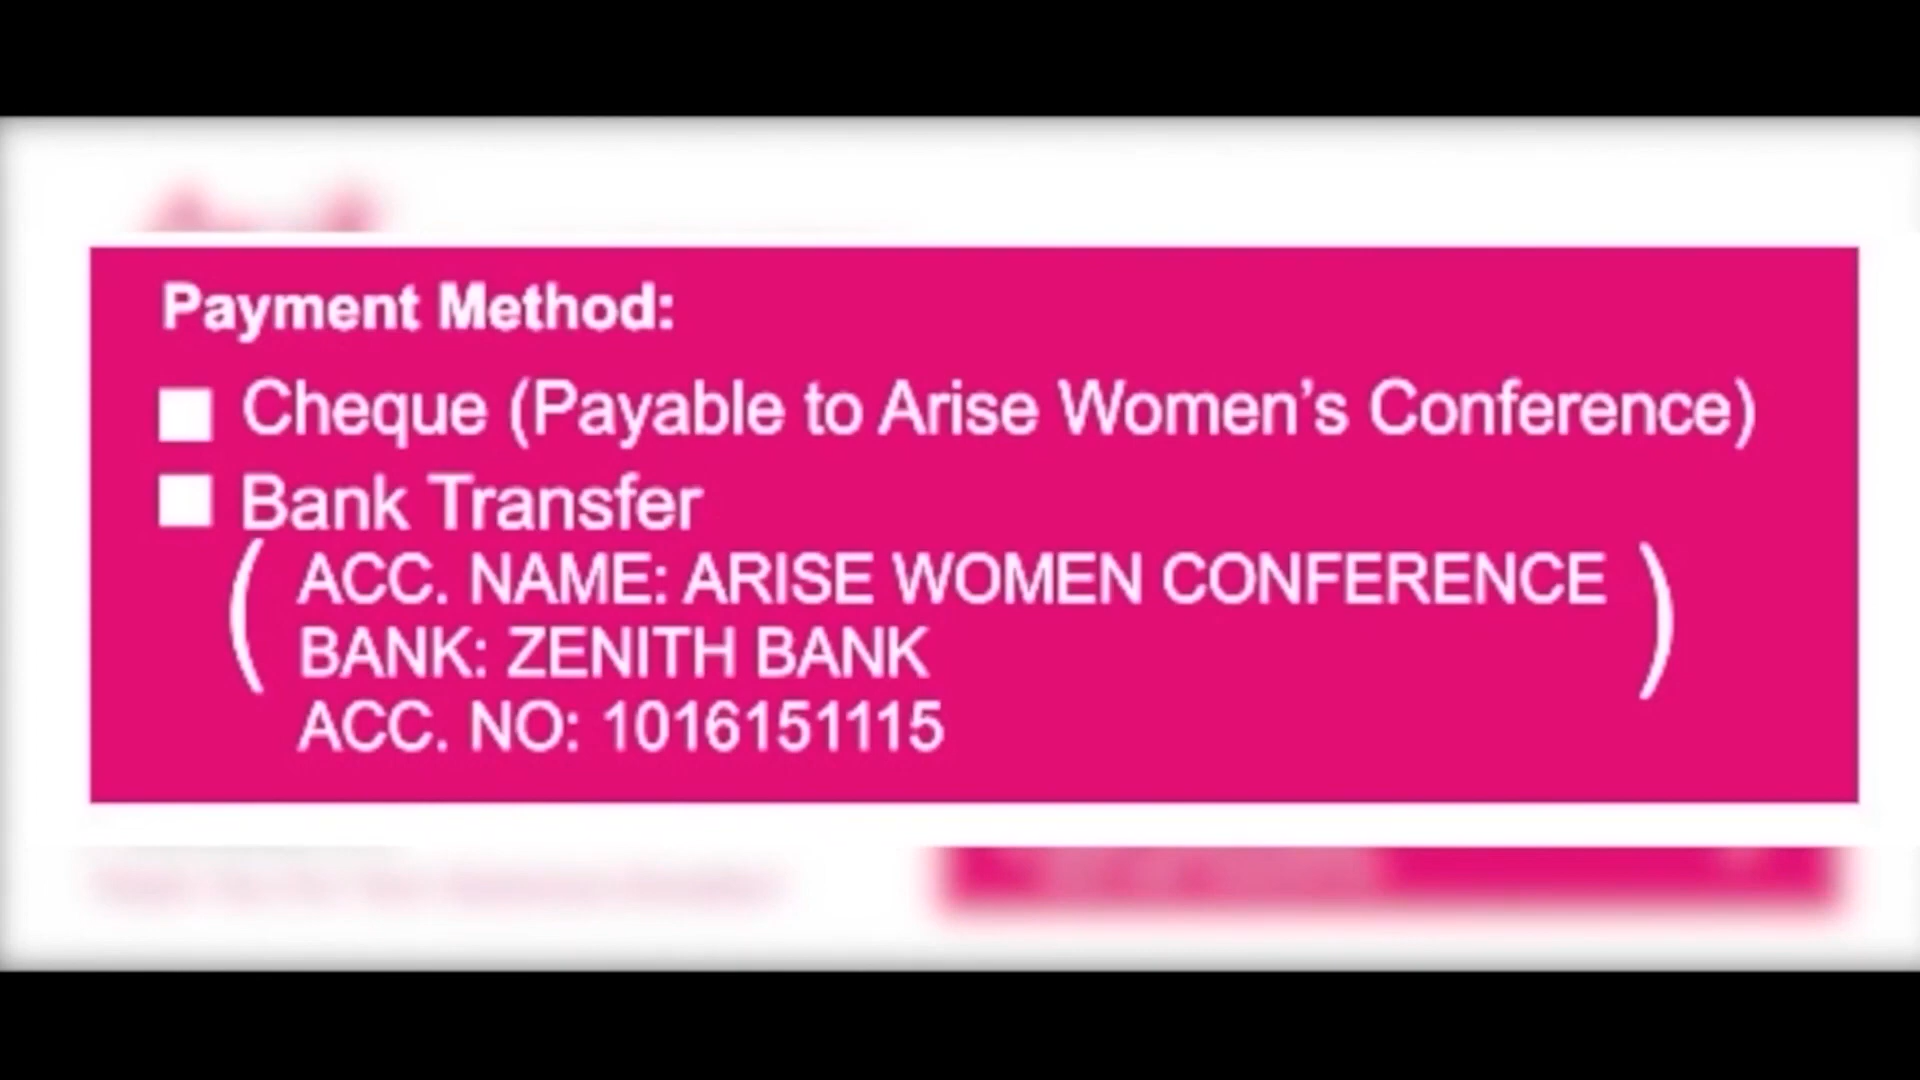 Payment Method:
Cheque (Payable to Arise Women’s Conference)
Bank Transfer
( ACC. NAME: ARISE WOMEN CONFERENCE )
BANK: ZENITH BANK
ACC. NO: 1016151115